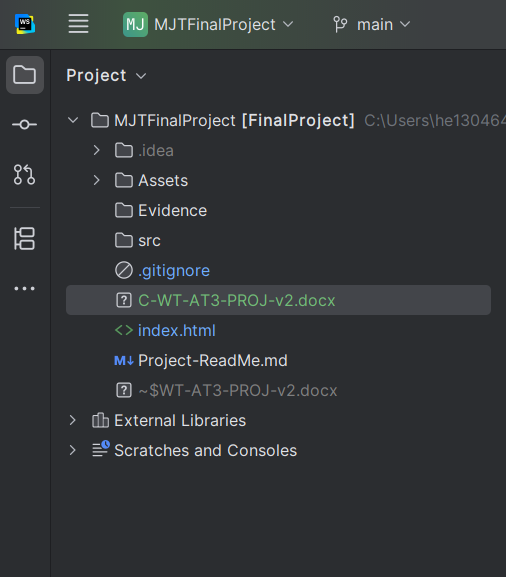 WS
MJ MJTFinalProject main
Project
MJTFinalProject [FinalProject] C:\Users\he130464
.idea
Assets
Evidence
src
.gitignore
? C-WT-AT3-PROJ-v2.docx
<> index.html
M↓ Project-ReadMe.md
? ~$WT-AT3-PROJ-v2.docx
External Libraries
Scratches and Consoles